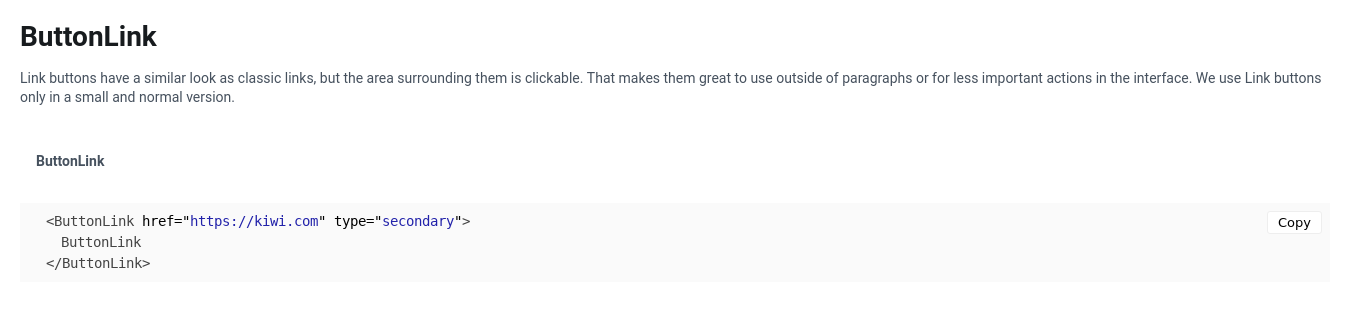 ButtonLink
Link buttons have a similar look as classic links, but the area surrounding them is clickable. That makes them great to use outside of paragraphs or for less important actions in the interface. We use Link buttons
only in a small and normal version.
ButtonLink
<ButtonLink href="https://kiwi.com" type="secondary">
Copy
ButtonLink
</ButtonLink>